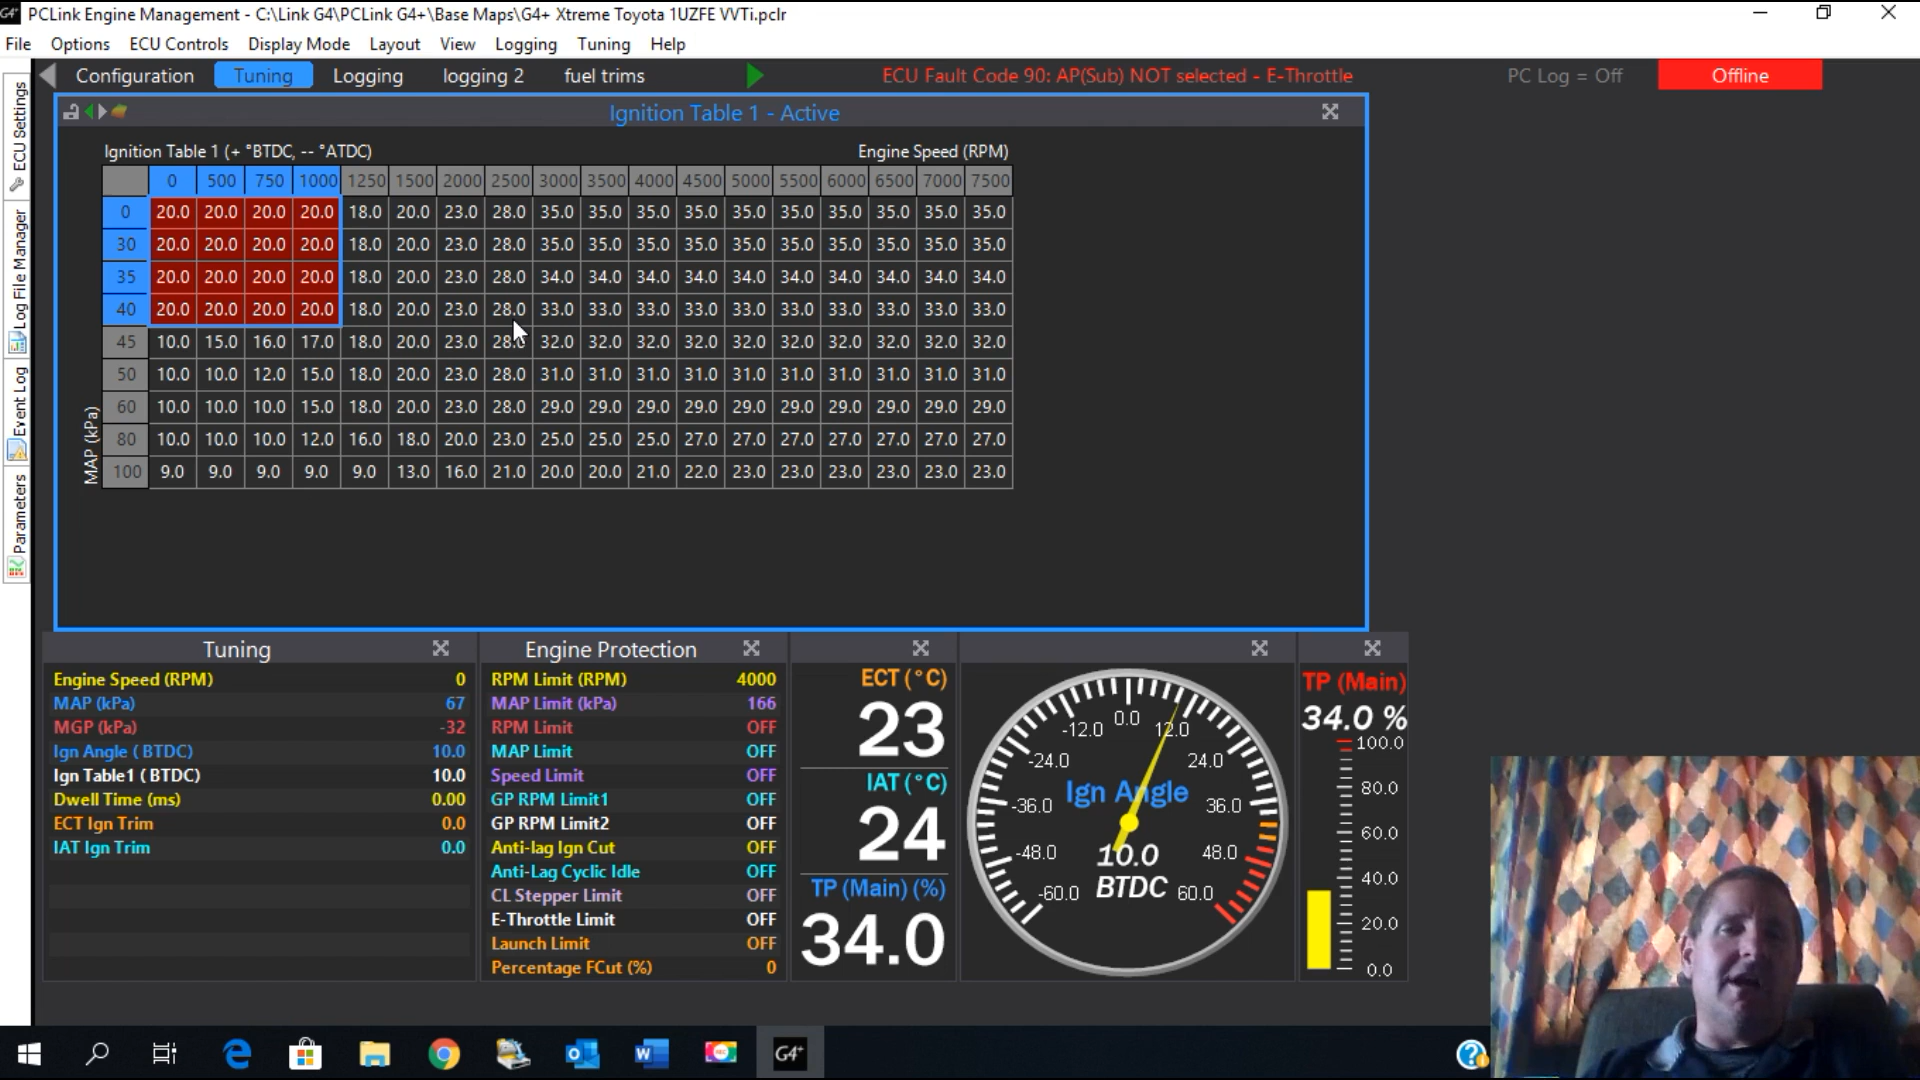 PCLink Engine Management - C:\Link G4\PCLink G4+\Base Maps\G4+ Xtreme Toyota 1UZFE VVTi.pclr
File Options ECU Controls Display Mode Layout View Logging Tuning Help
Configuration Tuning Logging logging 2 fuel trims ECU Fault Code 90: AP(Sub) NOT selected - E-Throttle PC Log = Off Offline
ECU Settings
Log File Manager
Event Log
Parameters
Ignition Table 1 - Active
Ignition Table 1 (+ °BTDC, -- °ATDC) Engine Speed (RPM)
0 500 750 1000 1250 1500 2000 2500 3000 3500 4000 4500 5000 5500 6000 6500 7000 7500
0 20.0 20.0 20.0 20.0 18.0 20.0 23.0 28.0 35.0 35.0 35.0 35.0 35.0 35.0 35.0 35.0 35.0 35.0
30 20.0 20.0 20.0 20.0 18.0 20.0 23.0 28.0 35.0 35.0 35.0 35.0 35.0 35.0 35.0 35.0 35.0 35.0
35 20.0 20.0 20.0 20.0 18.0 20.0 23.0 28.0 34.0 34.0 34.0 34.0 34.0 34.0 34.0 34.0 34.0 34.0
40 20.0 20.0 20.0 20.0 18.0 20.0 23.0 28.0 33.0 33.0 33.0 33.0 33.0 33.0 33.0 33.0 33.0 33.0
45 10.0 15.0 16.0 17.0 18.0 20.0 23.0 28.0 32.0 32.0 32.0 32.0 32.0 32.0 32.0 32.0 32.0 32.0
50 10.0 10.0 12.0 15.0 18.0 20.0 23.0 28.0 31.0 31.0 31.0 31.0 31.0 31.0 31.0 31.0 31.0 31.0
60 10.0 10.0 10.0 15.0 18.0 20.0 23.0 28.0 29.0 29.0 29.0 29.0 29.0 29.0 29.0 29.0 29.0 29.0
80 10.0 10.0 10.0 12.0 16.0 18.0 20.0 23.0 25.0 25.0 25.0 27.0 27.0 27.0 27.0 27.0 27.0 27.0
100 9.0 9.0 9.0 9.0 9.0 13.0 16.0 21.0 20.0 20.0 21.0 22.0 23.0 23.0 23.0 23.0 23.0 23.0
MAP (kPa)
Tuning
Engine Speed (RPM) 0
MAP (kPa) 67
MGP (kPa) -32
Ign Angle ( BTDC) 10.0
Ign Table1 ( BTDC) 10.0
Dwell Time (ms) 0.00
ECT Ign Trim 0.0
IAT Ign Trim 0.0
Engine Protection
RPM Limit (RPM) 4000
MAP Limit (kPa) 166
RPM Limit OFF
MAP Limit OFF
Speed Limit OFF
GP RPM Limit1 OFF
GP RPM Limit2 OFF
Anti-lag Ign Cut OFF
Anti-Lag Cyclic Idle OFF
CL Stepper Limit OFF
E-Throttle Limit OFF
Launch Limit OFF
Percentage FCut (%) 0
ECT (°C)
23
IAT (°C)
24
TP (Main) (%)
34.0
0.0
-12.0 12.0
-24.0 24.0
Ign Angle
-36.0 36.0
-48.0 10.0 48.0
-60.0 BTDC 60.0
TP (Main)
34.0 %
100.0
80.0
60.0
40.0
20.0
0.0
G4+